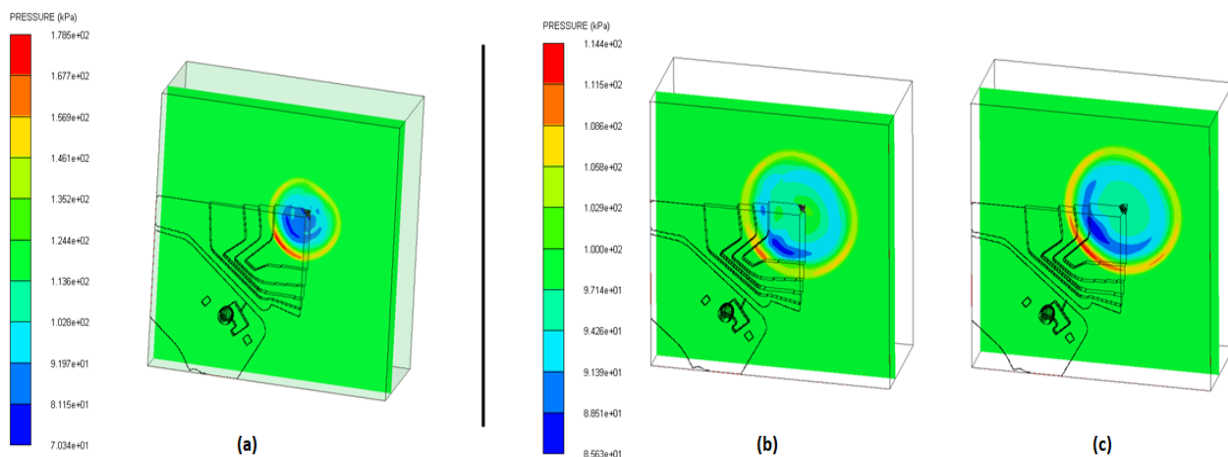 PRESSURE (kPa)
1.785e+02
1.677e+02
1.569e+02
1.461e+02
1.352e+02
1.244e+02
1.136e+02
1.028e+02
9.197e+01
8.115e+01
7.034e+01
(a)
PRESSURE (kPa)
1.144e+02
1.115e+02
1.086e+02
1.058e+02
1.029e+02
1.000e+02
9.714e+01
9.426e+01
9.139e+01
8.851e+01
8.563e+01
(b)
(c)